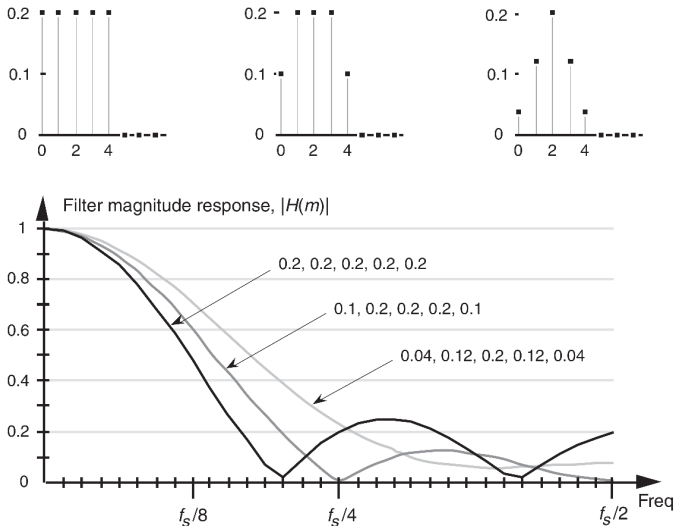 0.2
0.1
0
0 2 4
0.2
0.1
0
0 2 4
0.2
0.1
0
0 2 4
Filter magnitude response, |H(m)|
1
0.8
0.6
0.4
0.2
0
0.2, 0.2, 0.2, 0.2, 0.2
0.1, 0.2, 0.2, 0.2, 0.1
0.04, 0.12, 0.2, 0.12, 0.04
fs/8
fs/4
fs/2
Freq